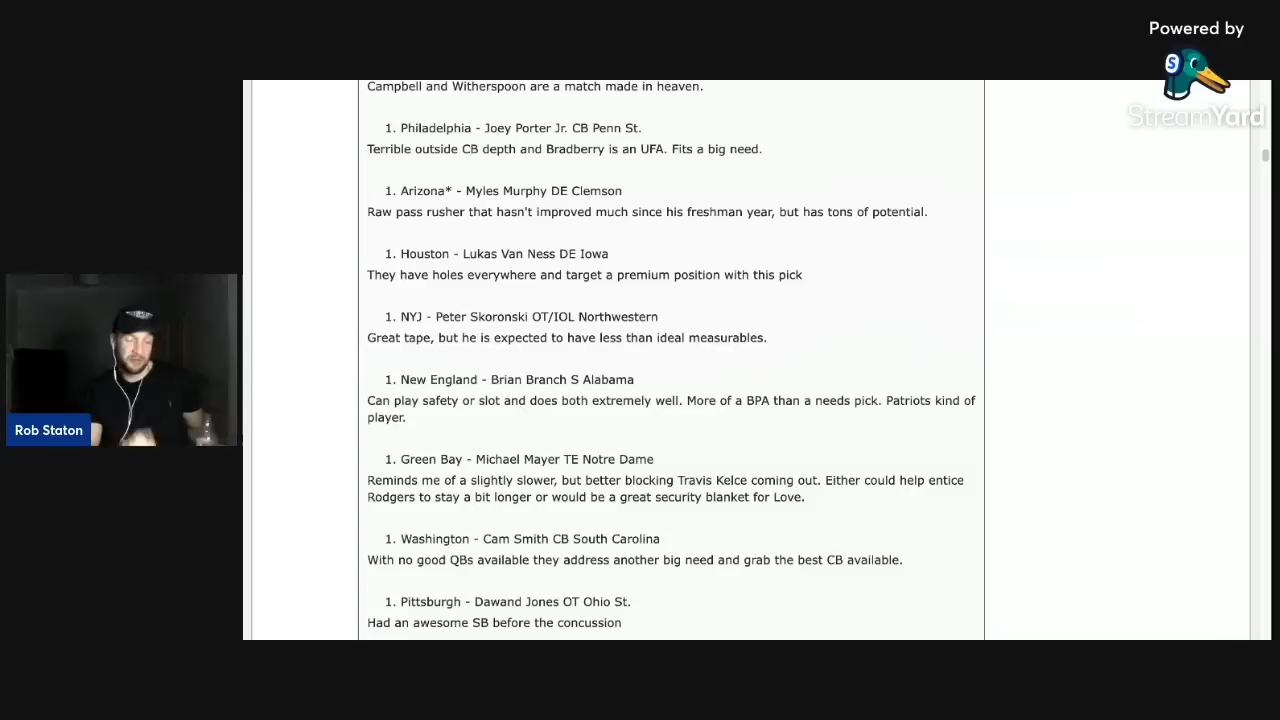 Powered by
S
StreamYard
Campbell and Witherspoon are a match made in heaven.
1. Philadelphia - Joey Porter Jr. CB Penn St.
Terrible outside CB depth and Bradberry is an UFA. Fits a big need.
1. Arizona* - Myles Murphy DE Clemson
Raw pass rusher that hasn't improved much since his freshman year, but has tons of potential.
1. Houston - Lukas Van Ness DE Iowa
They have holes everywhere and target a premium position with this pick
1. NYJ - Peter Skoronski OT/IOL Northwestern
Great tape, but he is expected to have less than ideal measurables.
1. New England - Brian Branch S Alabama
Can play safety or slot and does both extremely well. More of a BPA than a needs pick. Patriots kind of
player.
1. Green Bay - Michael Mayer TE Notre Dame
Reminds me of a slightly slower, but better blocking Travis Kelce coming out. Either could help entice
Rodgers to stay a bit longer or would be a great security blanket for Love.
1. Washington - Cam Smith CB South Carolina
With no good QBs available they address another big need and grab the best CB available.
1. Pittsburgh - Dawand Jones OT Ohio St.
Had an awesome SB before the concussion
Rob Staton